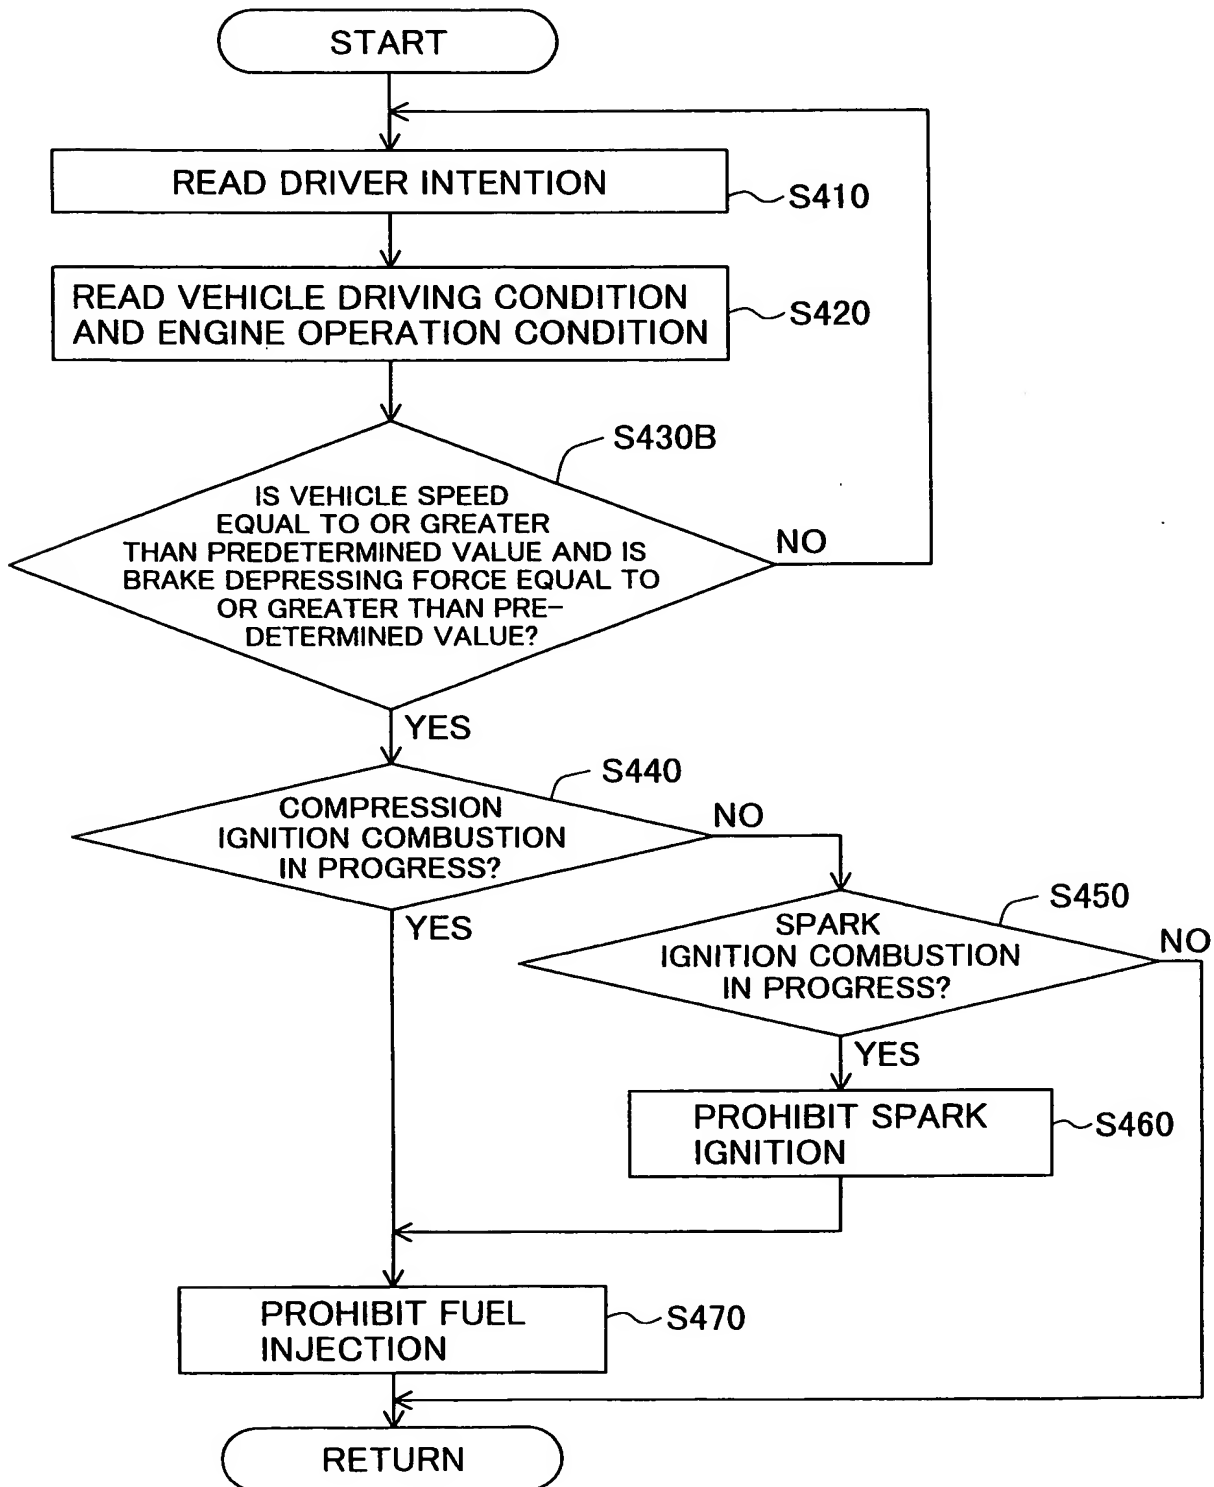 START
READ DRIVER INTENTION
S410
READ VEHICLE DRIVING CONDITION
AND ENGINE OPERATION CONDITION
S420
S430B
IS VEHICLE SPEED
EQUAL TO OR GREATER
THAN PREDETERMINED VALUE AND IS
BRAKE DEPRESSING FORCE EQUAL TO
OR GREATER THAN PRE-
DETERMINED VALUE?
NO
YES
S440
COMPRESSION
IGNITION COMBUSTION
IN PROGRESS?
NO
YES
S450
SPARK
IGNITION COMBUSTION
IN PROGRESS?
NO
YES
PROHIBIT SPARK
IGNITION
S460
PROHIBIT FUEL
INJECTION
S470
RETURN